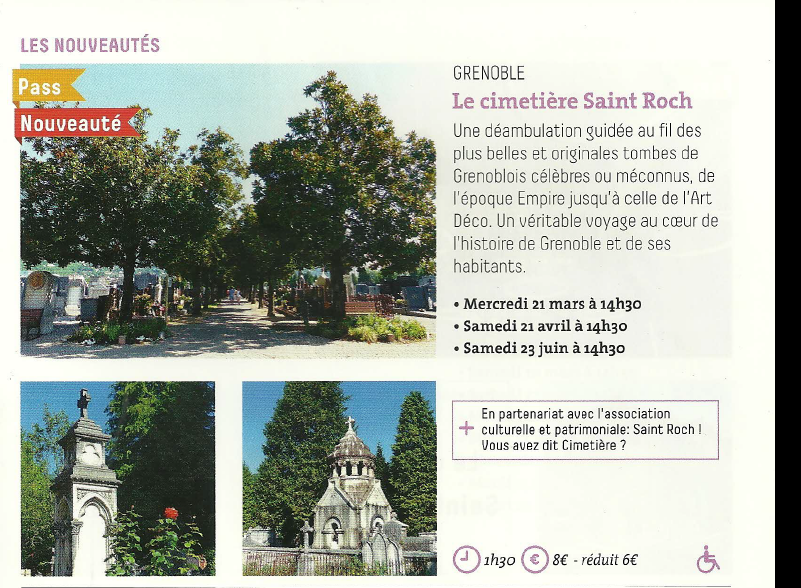 LES NOUVEAUTÉS
Pass
Nouveauté
GRENOBLE
Le cimetière Saint Roch
Une déambulation guidée au fil des
plus belles et originales tombes de
Grenoblois célèbres ou méconnus, de
l'époque Empire jusqu'à celle de l'Art
Déco. Un véritable voyage au cœur de
l'histoire de Grenoble et de ses
habitants.
• Mercredi 21 mars à 14h30
• Samedi 21 avril à 14h30
• Samedi 23 juin à 14h30
+ En partenariat avec l'association
culturelle et patrimoniale: Saint Roch !
Vous avez dit Cimetière ?
1h30 € 8€ - réduit 6€